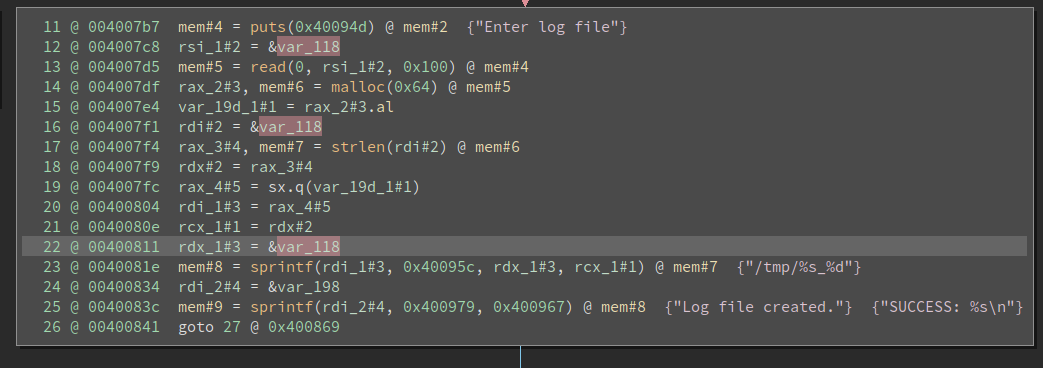 11 @ 004007b7  mem#4 = puts(0x40094d) @ mem#2  {"Enter log file"}
12 @ 004007c8  rsi_1#2 = &var_118
13 @ 004007d5  mem#5 = read(0, rsi_1#2, 0x100) @ mem#4
14 @ 004007df  rax_2#3, mem#6 = malloc(0x64) @ mem#5
15 @ 004007e4  var_19d_1#1 = rax_2#3.al
16 @ 004007f1  rdi#2 = &var_118
17 @ 004007f4  rax_3#4, mem#7 = strlen(rdi#2) @ mem#6
18 @ 004007f9  rdx#2 = rax_3#4
19 @ 004007fc  rax_4#5 = sx.q(var_19d_1#1)
20 @ 00400804  rdi_1#3 = rax_4#5
21 @ 0040080e  rcx_1#1 = rdx#2
22 @ 00400811  rdx_1#3 = &var_118
23 @ 0040081e  mem#8 = sprintf(rdi_1#3, 0x40095c, rdx_1#3, rcx_1#1) @ mem#7  {"/tmp/%s_%d"}
24 @ 00400834  rdi_2#4 = &var_198
25 @ 0040083c  mem#9 = sprintf(rdi_2#4, 0x400979, 0x400967) @ mem#8  {"Log file created."}  {"SUCCESS: %s\n"}
26 @ 00400841  goto 27 @ 0x400869